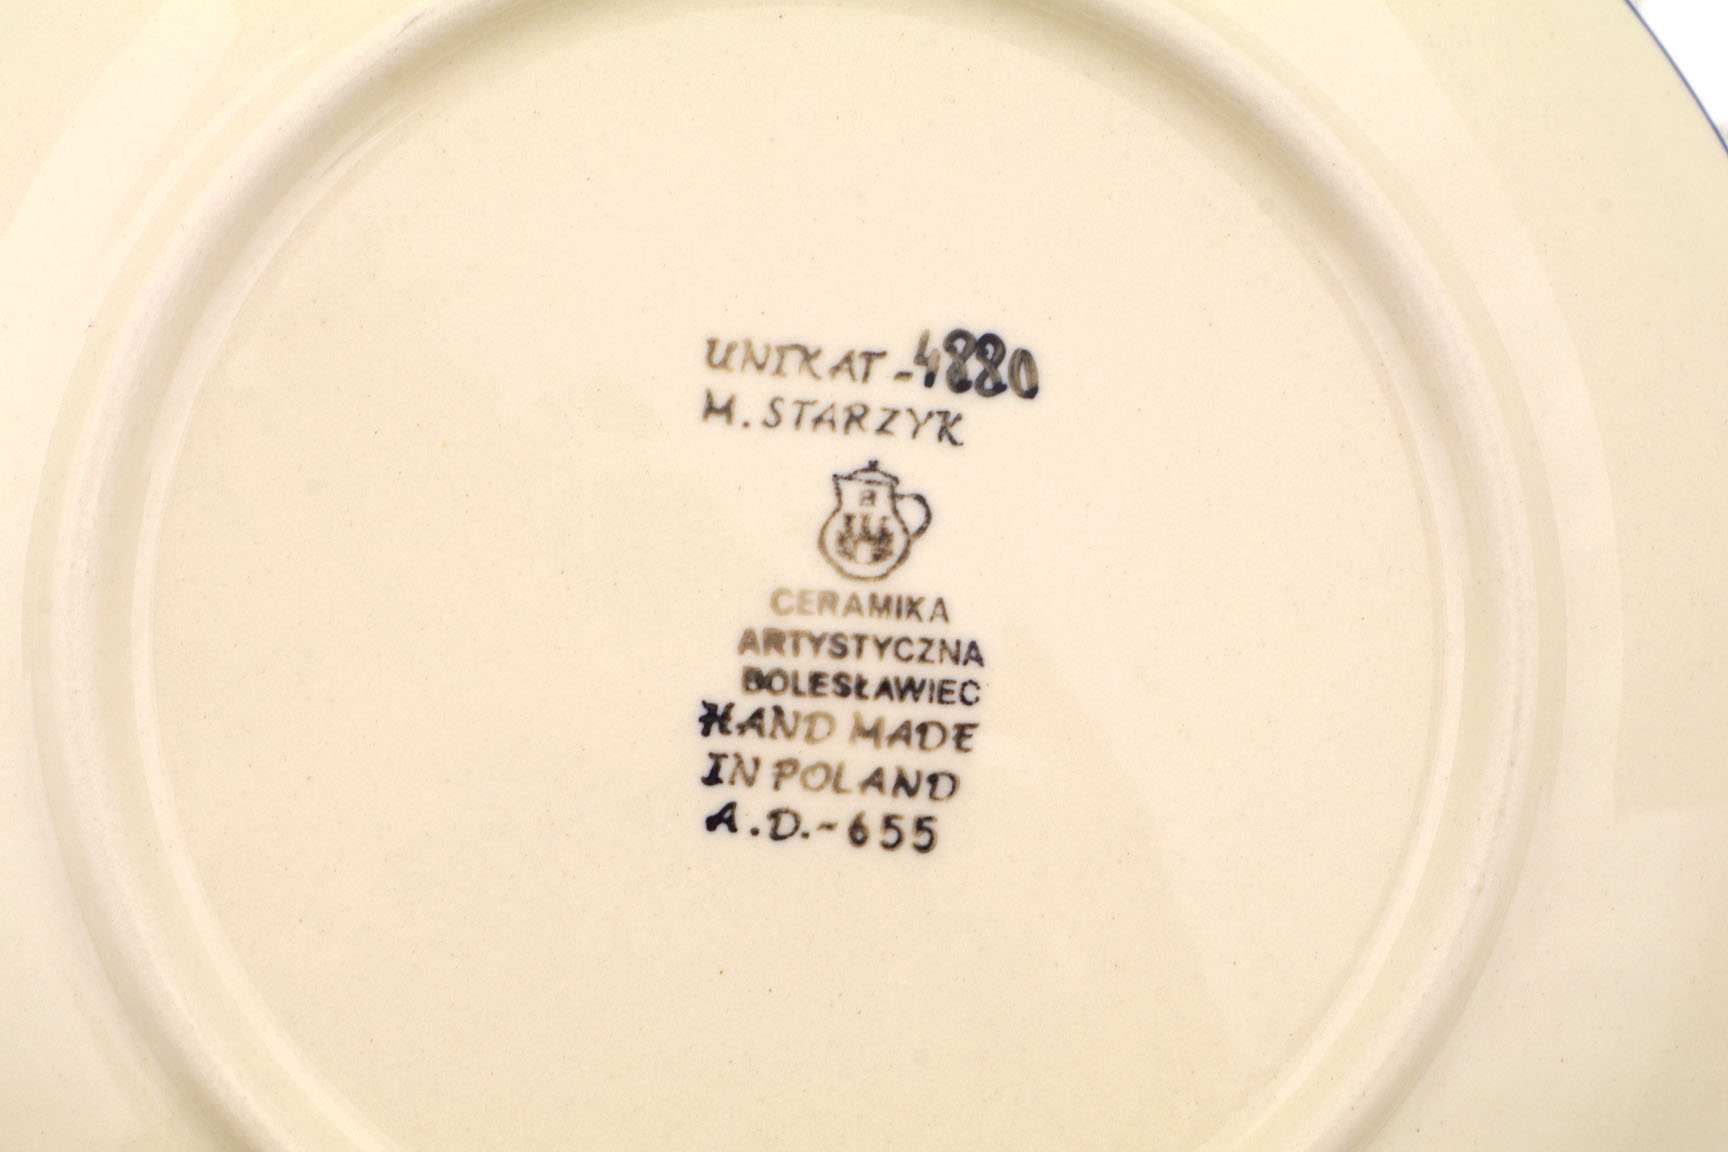 UNIKAT-4880
M. STARZYK
CERAMIKA
ARTYSTYCZNA
BOLESŁAWIEC
HAND MADE
IN POLAND
A.D.-655